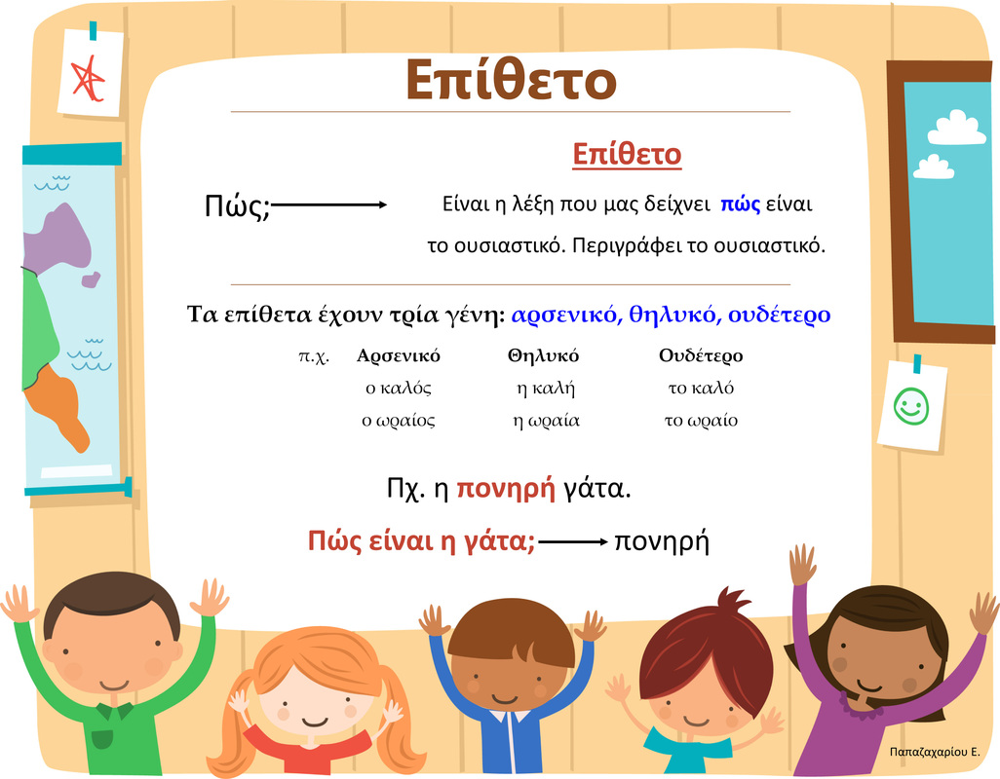 Επίθετο
Επίθετο
Πώς; Είναι η λέξη που μας δείχνει πώς είναι
το ουσιαστικό. Περιγράφει το ουσιαστικό.
Τα επίθετα έχουν τρία γένη: αρσενικό, θηλυκό, ουδέτερο
π.χ. Αρσενικό Θηλυκό Ουδέτερο
ο καλός η καλή το καλό
ο ωραίος η ωραία το ωραίο
Πχ. η πονηρή γάτα.
Πώς είναι η γάτα; πονηρή
Παπαζαχαρίου Ε.